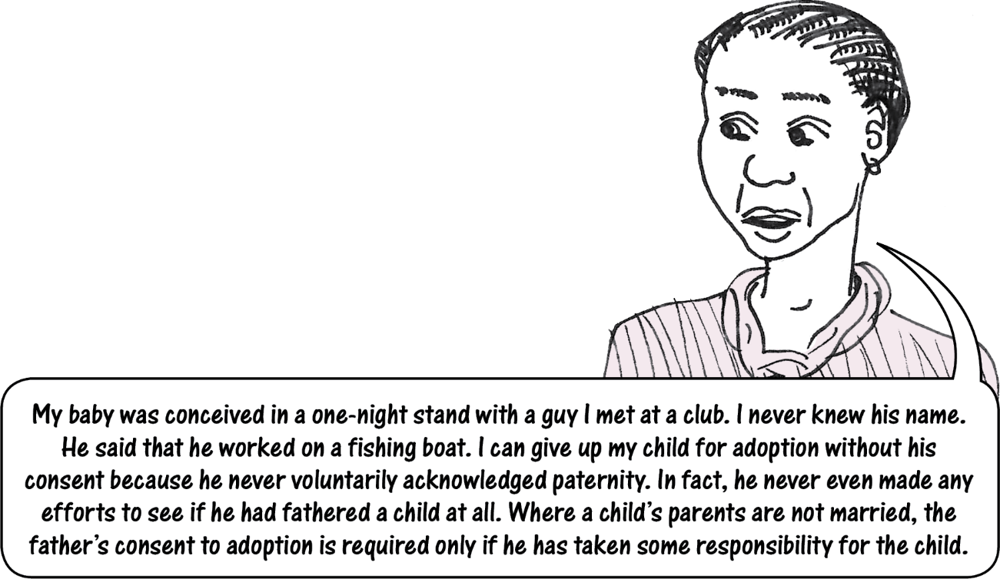 My baby was conceived in a one-night stand with a guy I met at a club. I never knew his name.
He said that he worked on a fishing boat. I can give up my child for adoption without his
consent because he never voluntarily acknowledged paternity. In fact, he never even made any
efforts to see if he had fathered a child at all. Where a child’s parents are not married, the
father’s consent to adoption is required only if he has taken some responsibility for the child.